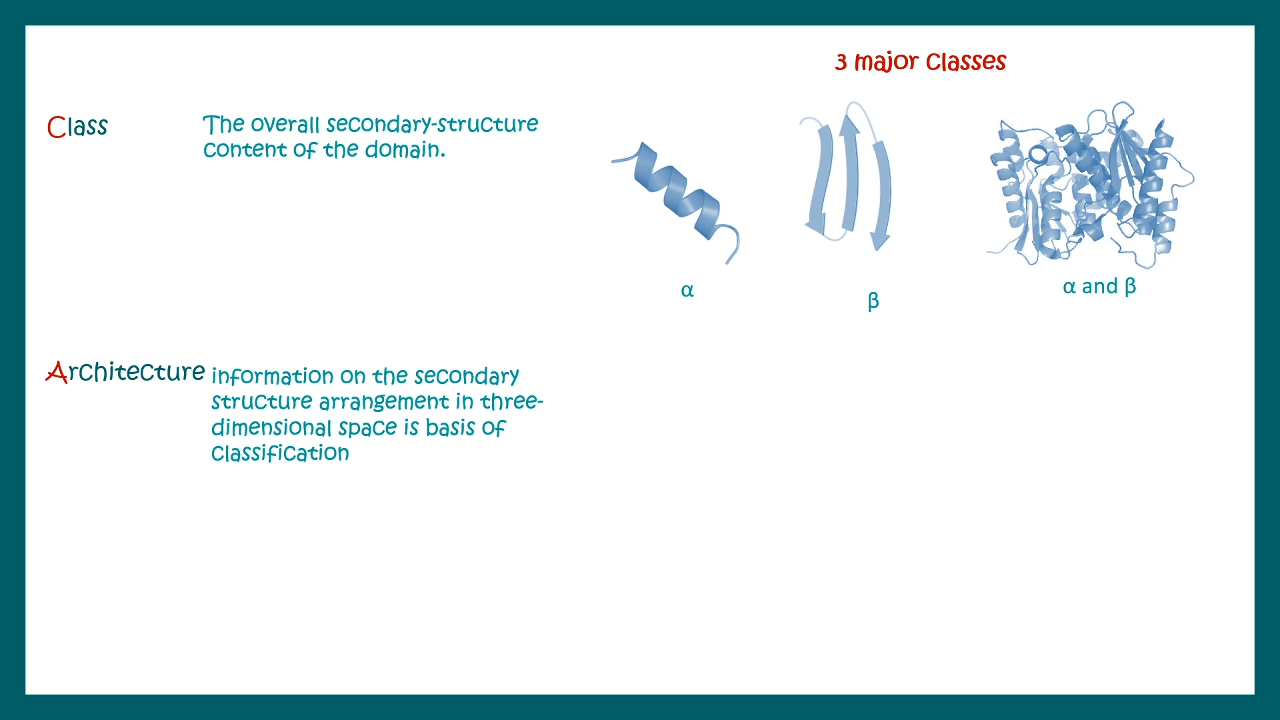 3 major classes
Class
The overall secondary-structure
content of the domain.
α
β
α and β
Architecture
information on the secondary
structure arrangement in three-
dimensional space is basis of
classification